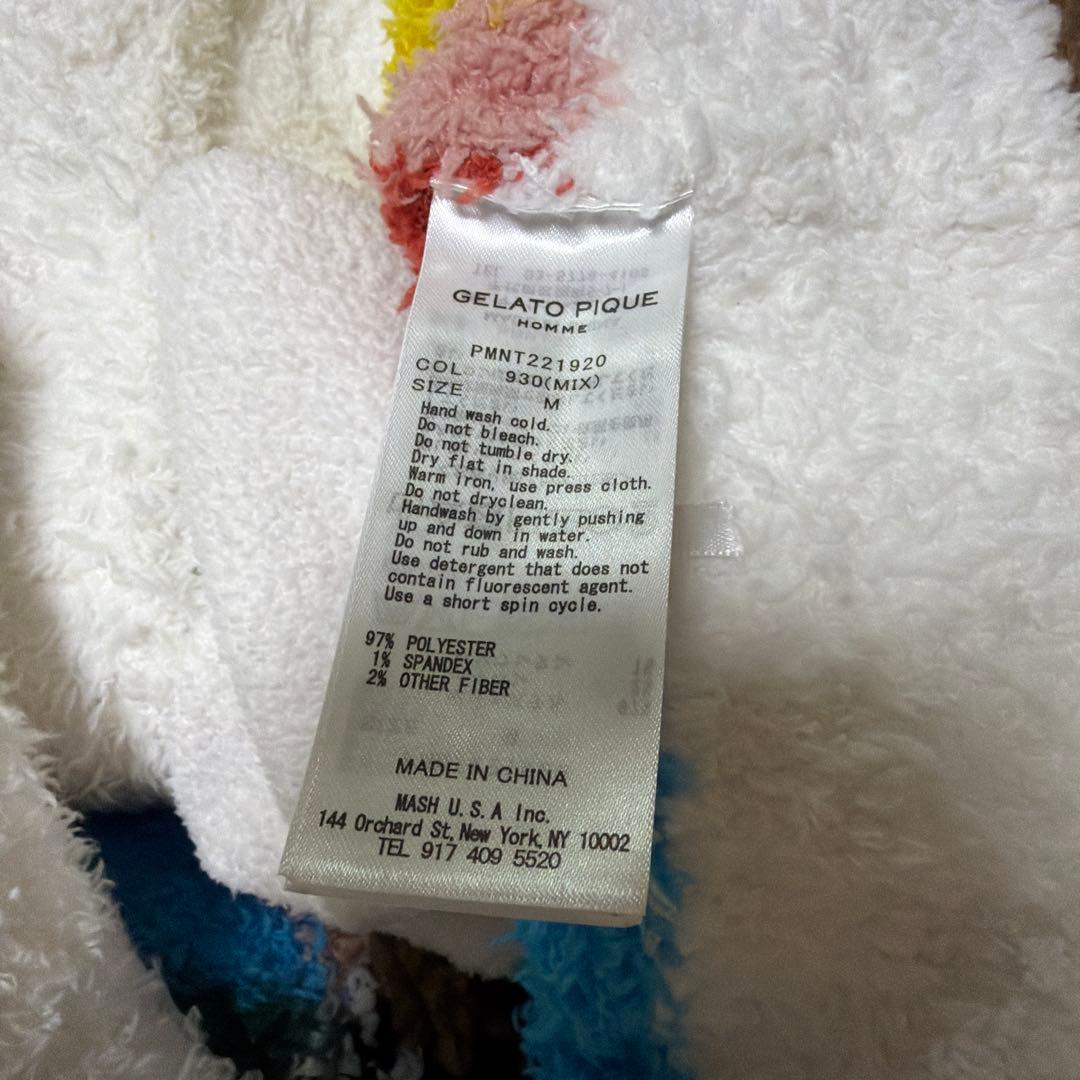 GELATO PIQUE
HOMME
PMNT221920
COL 930(MIX)
SIZE M
Hand wash cold.
Do not bleach.
Do not tumble dry.
Dry flat in shade.
Warm iron, use press cloth.
Do not dryclean.
Handwash by gently pushing
up and down in water.
Do not rub and wash.
Use detergent that does not
contain fluorescent agent.
Use a short spin cycle.
97% POLYESTER
1% SPANDEX
2% OTHER FIBER
MADE IN CHINA
MASH U.S.A Inc.
144 Orchard St, New York, NY 10002
TEL 917 409 5520